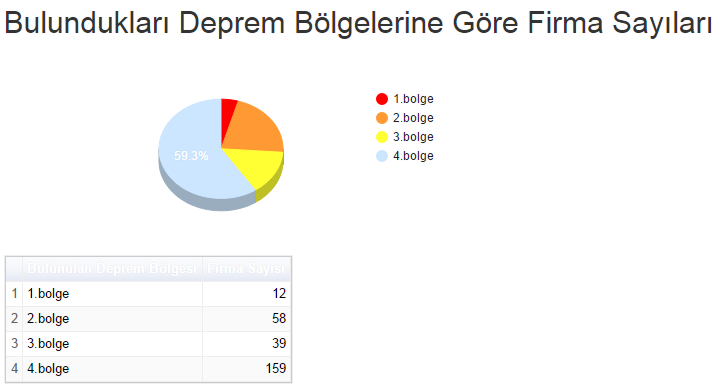 Bulundukları Deprem Bölgelerine Göre Firma Sayıları
1.bolge
2.bolge
3.bolge
4.bolge
59.3%
Bulunulan Deprem Bölgesi Firma Sayısı
1 1.bolge 12
2 2.bolge 58
3 3.bolge 39
4 4.bolge 159